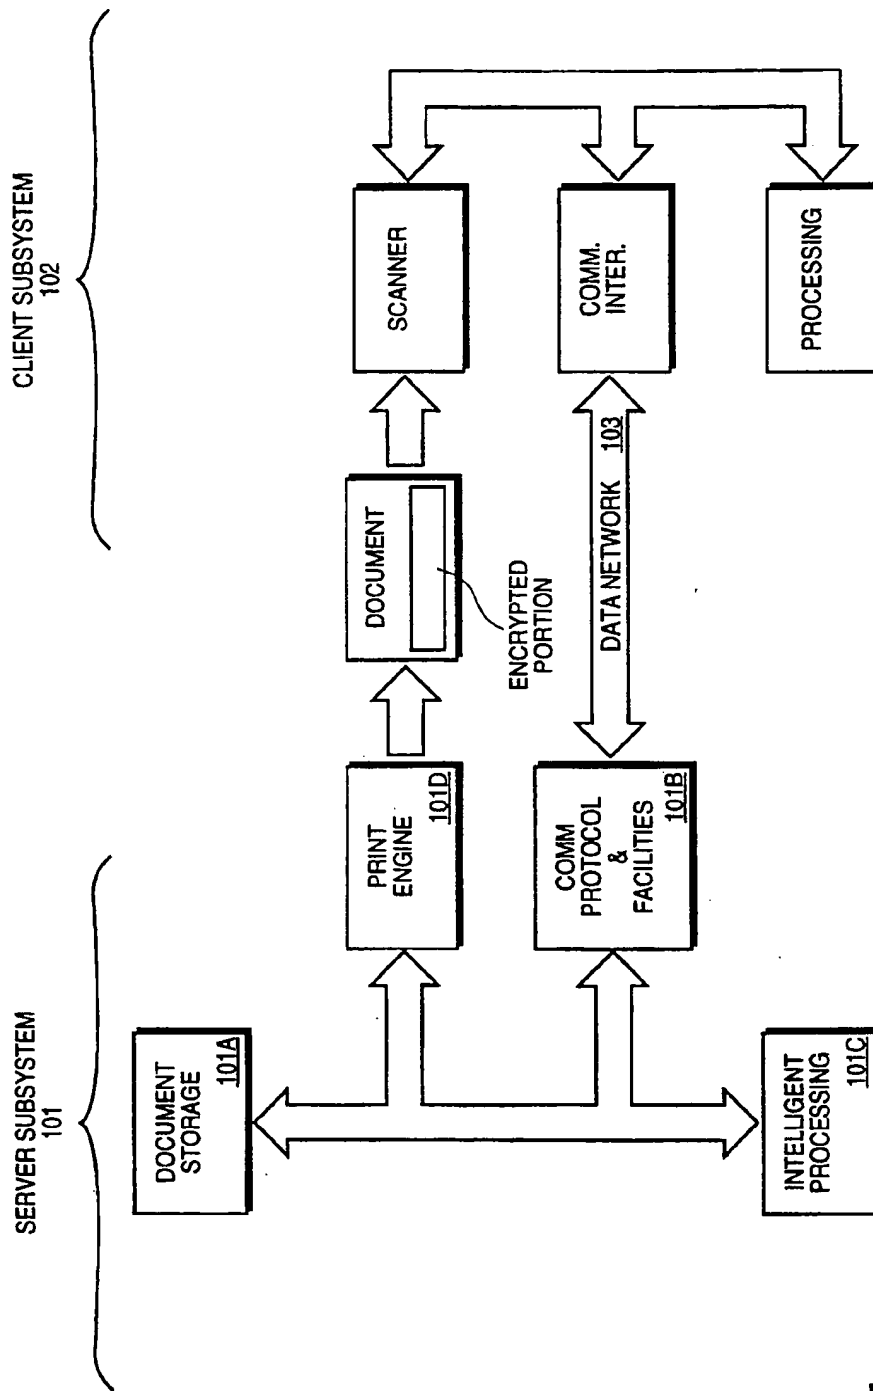 SERVER SUBSYSTEM
101
CLIENT SUBSYSTEM
102
DOCUMENT
STORAGE
101A
PRINT
ENGINE
101D
DOCUMENT
ENCRYPTED
PORTION
SCANNER
COMM
PROTOCOL
&
FACILITIES
101B
DATA NETWORK 103
COMM.
INTER.
INTELLIGENT
PROCESSING
101C
PROCESSING